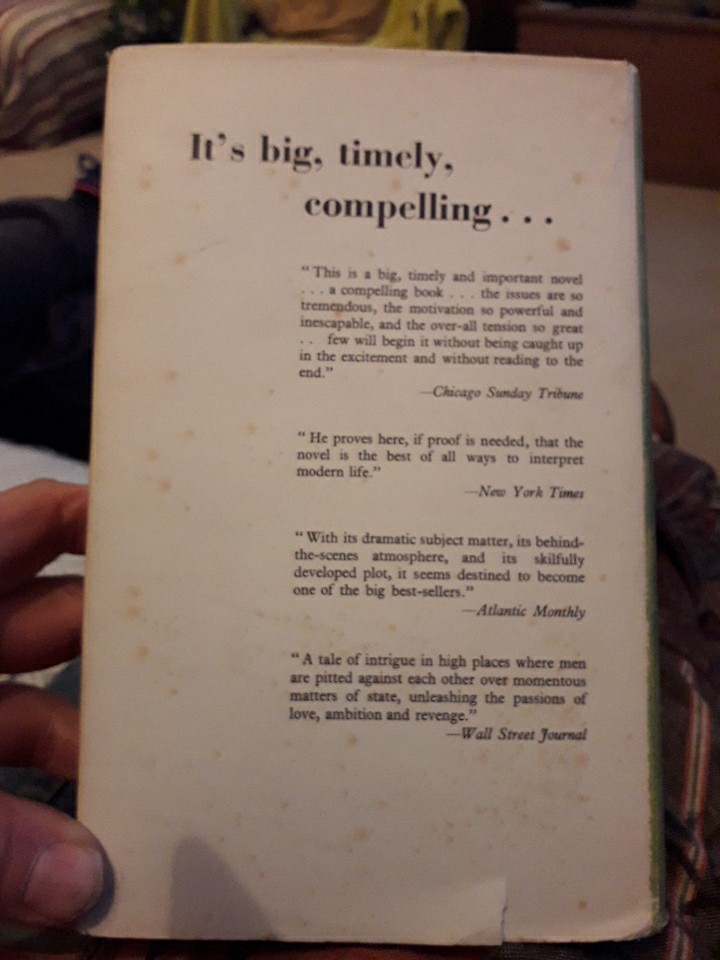 It's big, timely,
compelling . . .
“ This is a big, timely and important novel
. . . a compelling book . . . the issues are so
tremendous, the motivation so powerful and
inescapable, and the over-all tension so great
. . few will begin it without being caught up
in the excitement and without reading to the
end.”
—Chicago Sunday Tribune
“ He proves here, if proof is needed, that the
novel is the best of all ways to interpret
modern life.”
—New York Times
“ With its dramatic subject matter, its behind-
the-scenes atmosphere, and its skilfully
developed plot, it seems destined to become
one of the big best-sellers.”
—Atlantic Monthly
“ A tale of intrigue in high places where men
are pitted against each other over momentous
matters of state, unleashing the passions of
love, ambition and revenge.”
—Wall Street Journal